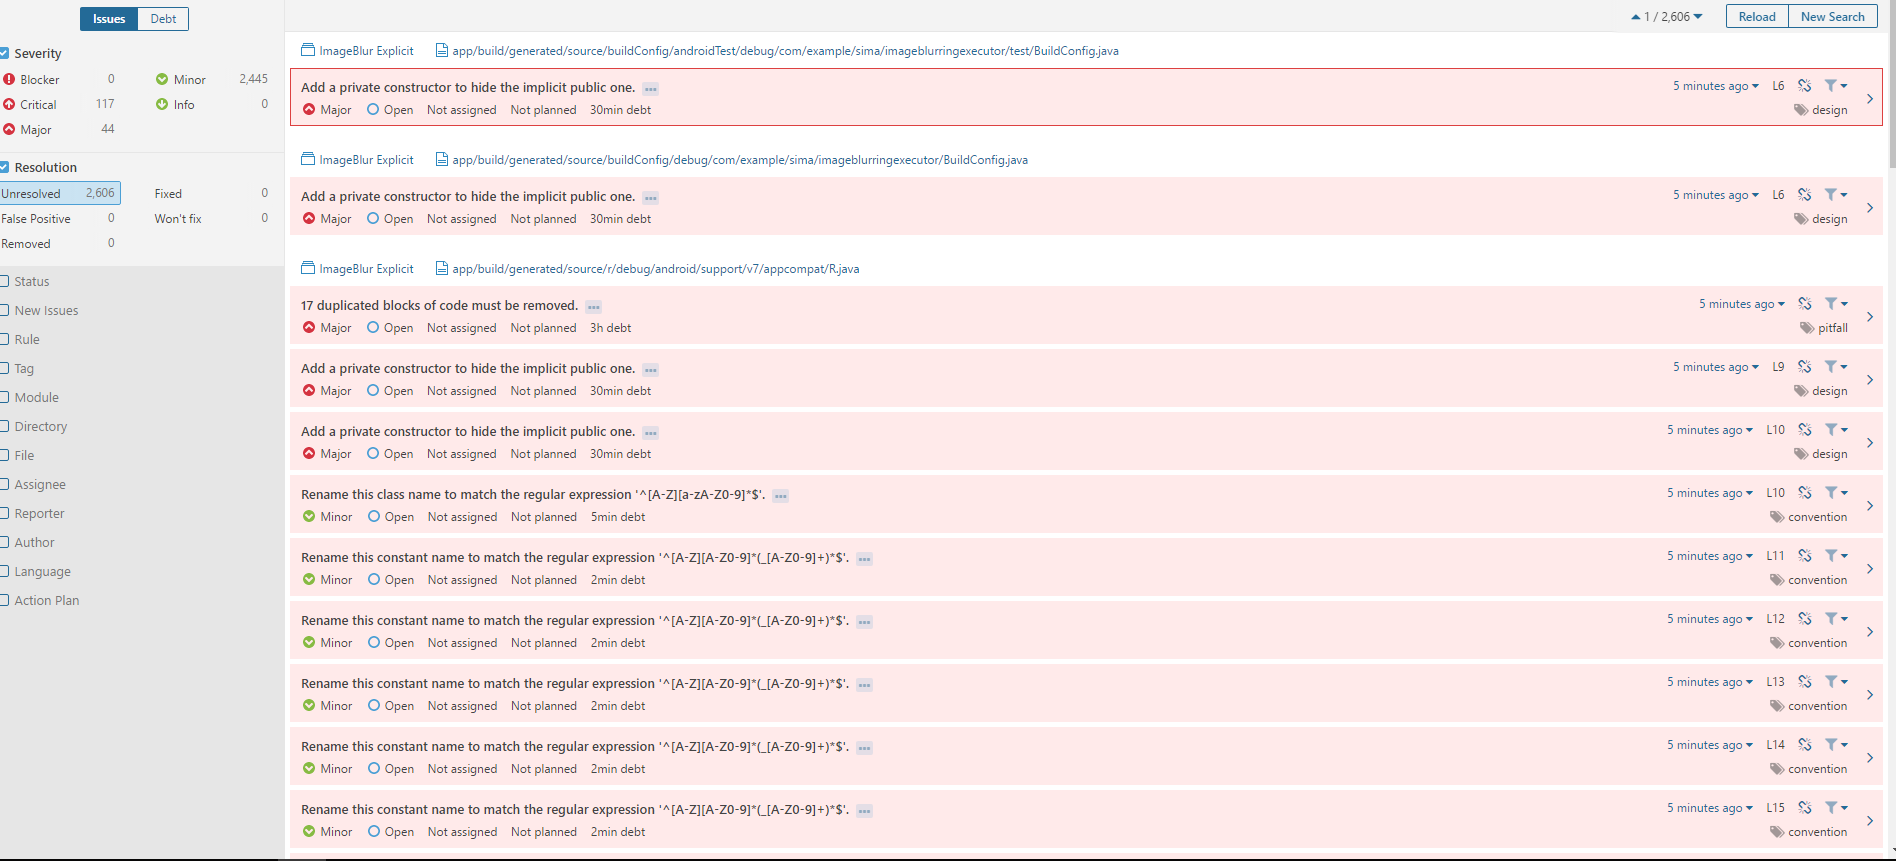 Issues Debt
Severity
Blocker 0 Minor 2,445
Critical 117 Info 0
Major 44
Resolution
Unresolved 2,606 Fixed 0
False Positive 0 Won't fix 0
Removed 0
Status
New Issues
Rule
Tag
Module
Directory
File
Assignee
Reporter
Author
Language
Action Plan
1 / 2,606 Reload New Search
ImageBlur Explicit app/build/generated/source/buildConfig/androidTest/debug/com/example/sima/imageblurringexecutor/test/BuildConfig.java
Add a private constructor to hide the implicit public one. 5 minutes ago L6
Major Open Not assigned Not planned 30min debt design
ImageBlur Explicit app/build/generated/source/buildConfig/debug/com/example/sima/imageblurringexecutor/BuildConfig.java
Add a private constructor to hide the implicit public one. 5 minutes ago L6
Major Open Not assigned Not planned 30min debt design
ImageBlur Explicit app/build/generated/source/r/debug/android/support/v7/appcompat/R.java
17 duplicated blocks of code must be removed. 5 minutes ago
Major Open Not assigned Not planned 3h debt pitfall
Add a private constructor to hide the implicit public one. 5 minutes ago L9
Major Open Not assigned Not planned 30min debt design
Add a private constructor to hide the implicit public one. 5 minutes ago L10
Major Open Not assigned Not planned 30min debt design
Rename this class name to match the regular expression '^[A-Z][a-zA-Z0-9]*$'. 5 minutes ago L10
Minor Open Not assigned Not planned 5min debt convention
Rename this constant name to match the regular expression '^[A-Z][A-Z0-9]*(_[A-Z0-9]+)*$'. 5 minutes ago L11
Minor Open Not assigned Not planned 2min debt convention
Rename this constant name to match the regular expression '^[A-Z][A-Z0-9]*(_[A-Z0-9]+)*$'. 5 minutes ago L12
Minor Open Not assigned Not planned 2min debt convention
Rename this constant name to match the regular expression '^[A-Z][A-Z0-9]*(_[A-Z0-9]+)*$'. 5 minutes ago L13
Minor Open Not assigned Not planned 2min debt convention
Rename this constant name to match the regular expression '^[A-Z][A-Z0-9]*(_[A-Z0-9]+)*$'. 5 minutes ago L14
Minor Open Not assigned Not planned 2min debt convention
Rename this constant name to match the regular expression '^[A-Z][A-Z0-9]*(_[A-Z0-9]+)*$'. 5 minutes ago L15
Minor Open Not assigned Not planned 2min debt convention